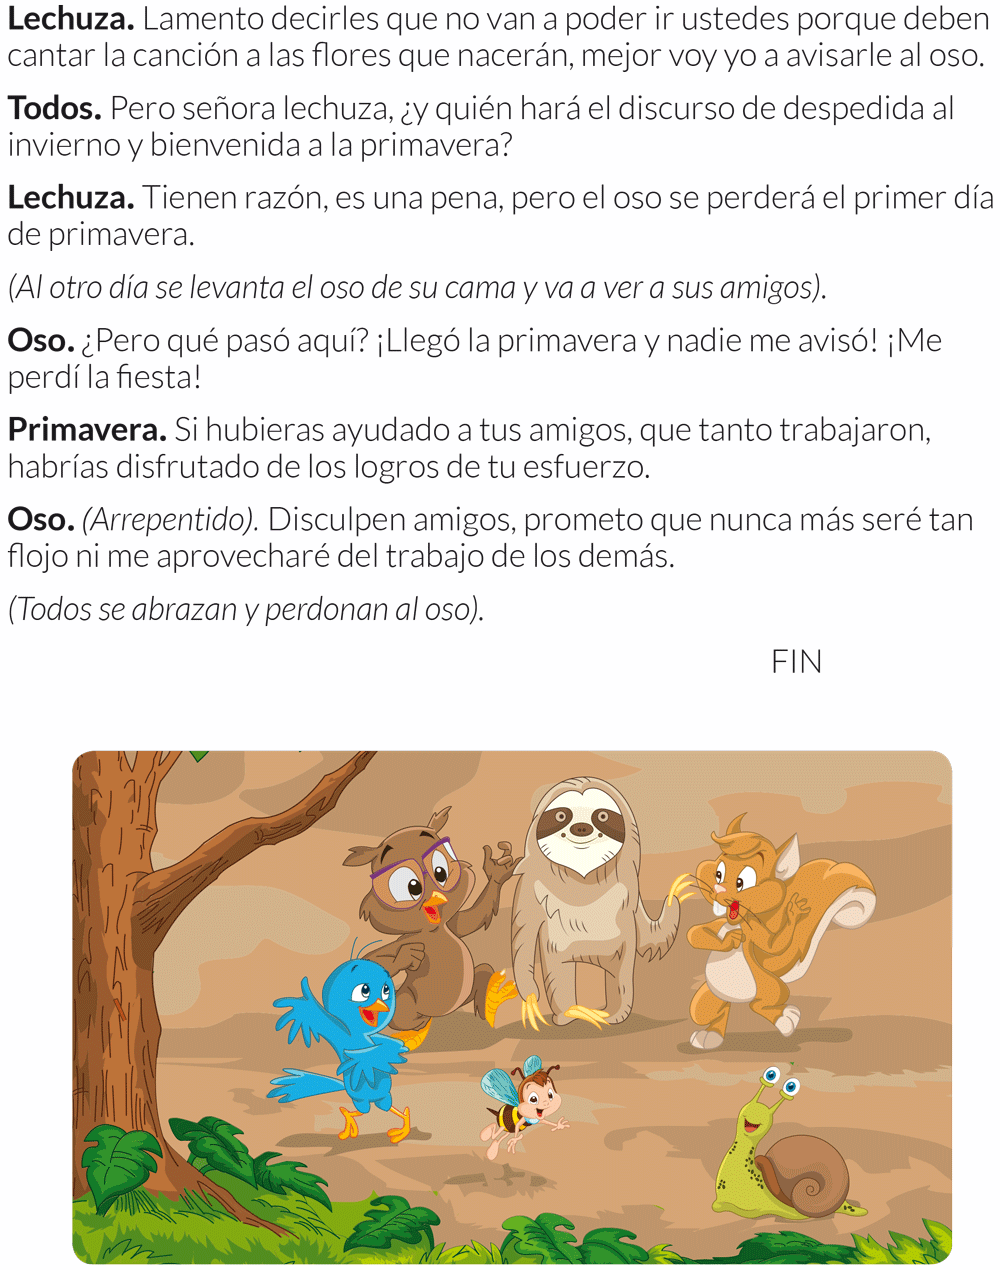 Lechuza. Lamento decirles que no van a poder ir ustedes porque deben
cantar la canción a las flores que nacerán, mejor voy yo a avisarle al oso.
Todos. Pero señora lechuza, ¿y quién hará el discurso de despedida al
invierno y bienvenida a la primavera?
Lechuza. Tienen razón, es una pena, pero el oso se perderá el primer día
de primavera.
(Al otro día se levanta el oso de su cama y va a ver a sus amigos).
Oso. ¿Pero qué pasó aquí? ¡Llegó la primavera y nadie me avisó! ¡Me
perdí la fiesta!
Primavera. Si hubieras ayudado a tus amigos, que tanto trabajaron,
habrías disfrutado de los logros de tu esfuerzo.
Oso. (Arrepentido). Disculpen amigos, prometo que nunca más seré tan
flojo ni me aprovecharé del trabajo de los demás.
(Todos se abrazan y perdonan al oso).
FIN